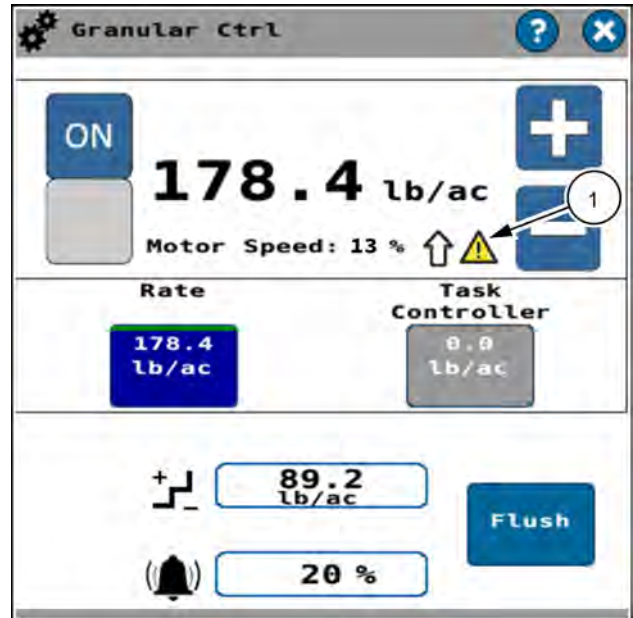 Granular Ctrl ?
ON
178.4 lb/ac
1
Motor Speed: 13 %
Rate
Task
Controller
178.4
lb/ac
0.0
lb/ac
89.2
lb/ac
Flush
20 %